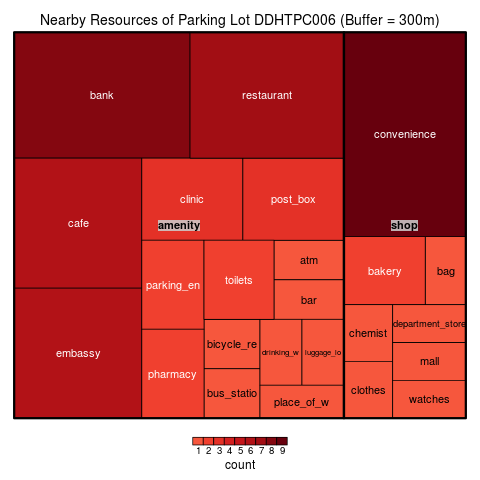 Nearby Resources of Parking Lot DDHTPC006 (Buffer = 300m)
bank
restaurant
convenience
cafe
clinic
post_box
amenity
shop
embassy
parking_en
toilets
atm
bar
bakery
bag
pharmacy
bicycle_re
drinking_w
luggage_lo
bus_statio
place_of_w
chemist
department_store
mall
clothes
watches
1 2 3 4 5 6 7 8 9
count